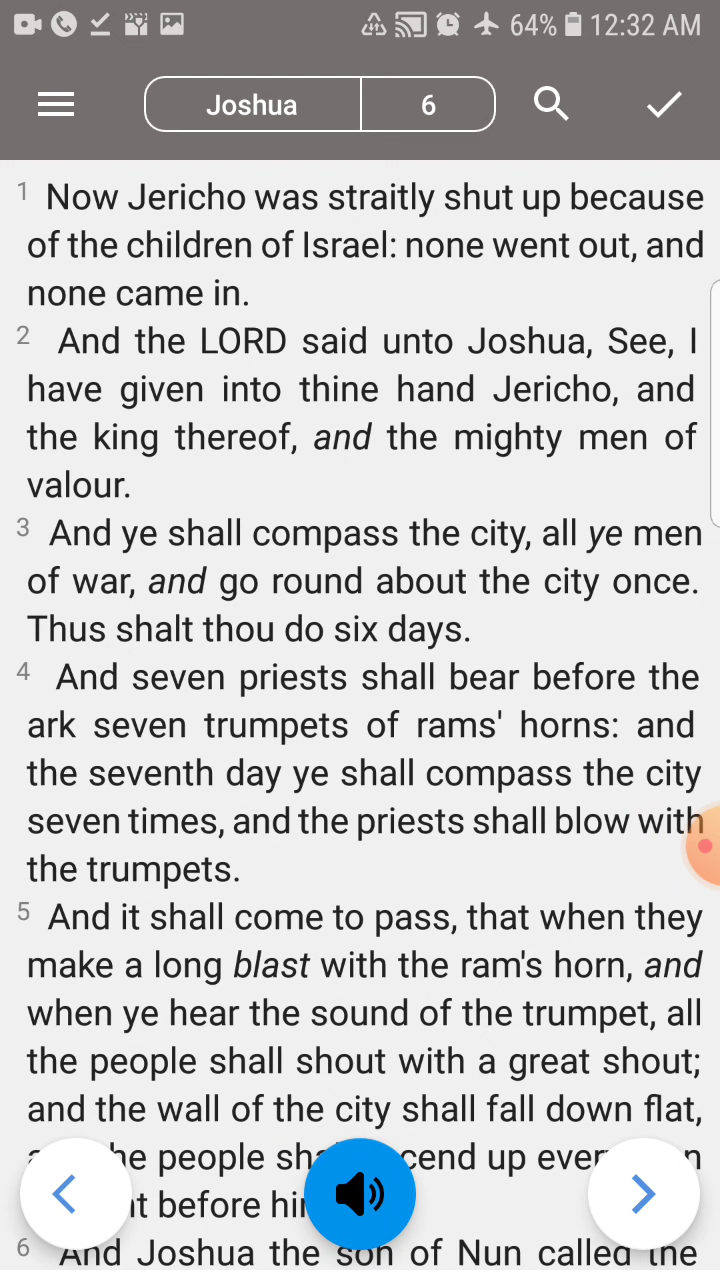 64% 12:32 AM
Joshua 6
1 Now Jericho was straitly shut up because
of the children of Israel: none went out, and
none came in.
2 And the LORD said unto Joshua, See, I
have given into thine hand Jericho, and
the king thereof, and the mighty men of
valour.
3 And ye shall compass the city, all ye men
of war, and go round about the city once.
Thus shalt thou do six days.
4 And seven priests shall bear before the
ark seven trumpets of rams' horns: and
the seventh day ye shall compass the city
seven times, and the priests shall blow with
the trumpets.
5 And it shall come to pass, that when they
make a long blast with the ram's horn, and
when ye hear the sound of the trumpet, all
the people shall shout with a great shout;
and the wall of the city shall fall down flat,
people up
before
6 And Joshua the son of Nun called the